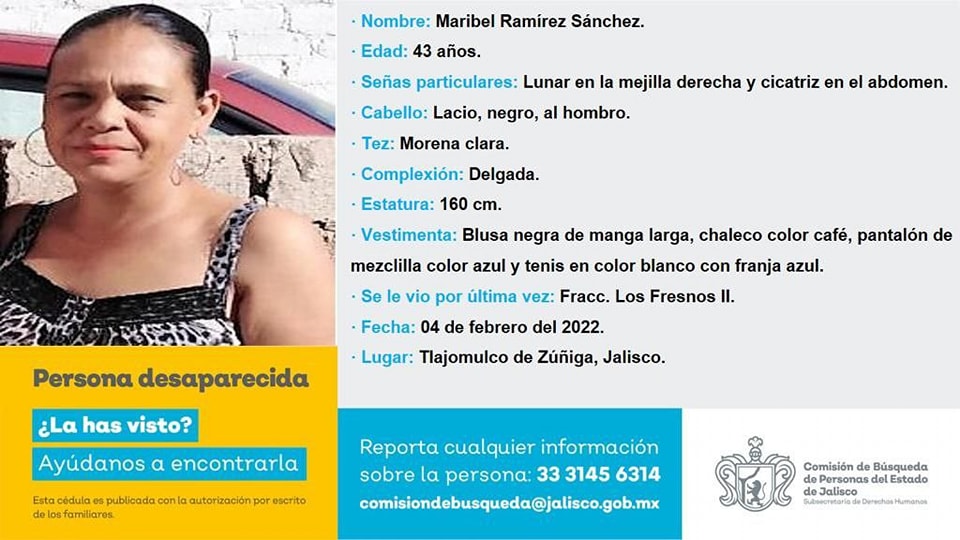 · Nombre: Maribel Ramírez Sánchez.
· Edad: 43 años.
· Señas particulares: Lunar en la mejilla derecha y cicatriz en el abdomen.
· Cabello: Lacio, negro, al hombro.
· Tez: Morena clara.
· Complexión: Delgada.
· Estatura: 160 cm.
· Vestimenta: Blusa negra de manga larga, chaleco color café, pantalón de
mezclilla color azul y tenis en color blanco con franja azul.
· Se le vio por última vez: Fracc. Los Fresnos II.
· Fecha: 04 de febrero del 2022.
· Lugar: Tlajomulco de Zúñiga, Jalisco.
Persona desaparecida
¿La has visto?
Ayúdanos a encontrarla
Esta cédula es publicada con la autorización por escrito
de los familiares.
Reporta cualquier información
sobre la persona: 33 3145 6314
comisiondebusqueda@jalisco.gob.mx
Comisión de Búsqueda
de Personas del Estado
de Jalisco
Subsecretaría de Derechos Humanos